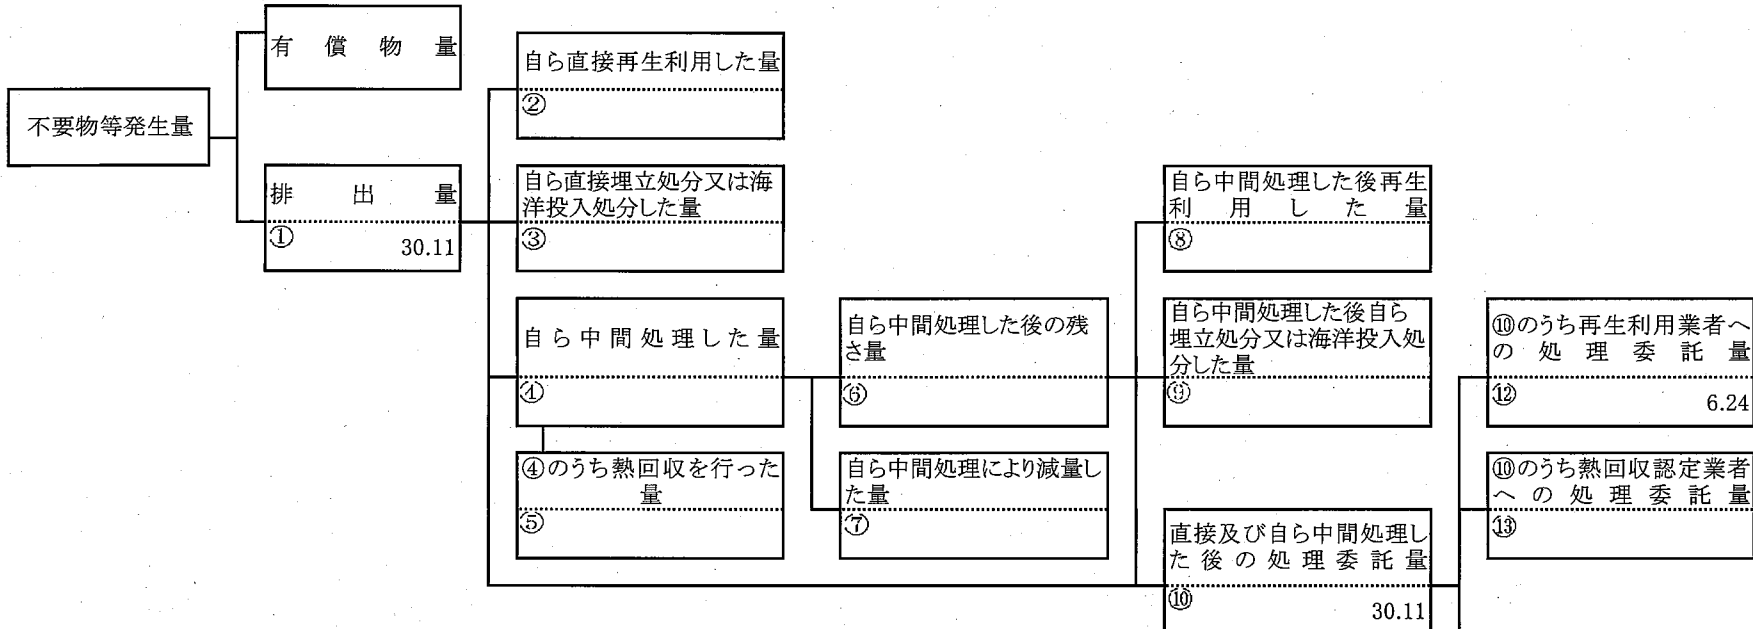 有償物量
不要物等発生量
排出量
①
30.11
自ら直接再生利用した量
②
自ら直接埋立処分又は海
洋投入処分した量
③
自ら中間処理した量
④
④のうち熱回収を行った
量
⑤
自ら中間処理した後の残
さ量
⑥
自ら中間処理により減量し
た量
⑦
自ら中間処理した後再生
利用した量
⑧
自ら中間処理した後自ら
埋立処分又は海洋投入処
分した量
⑨
直接及び自ら中間処理し
た後の処理委託量
⑩
30.11
⑩のうち再生利用業者へ
の処理委託量
⑫
6.24
⑩のうち熱回収認定業者
への処理委託量
⑬